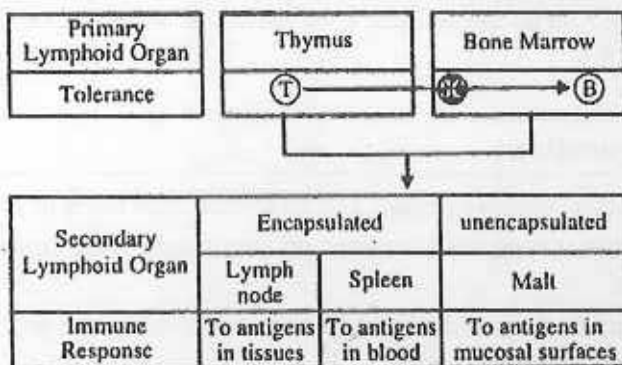 Primary
Lymphoid Organ
Thymus
Bone Marrow
Tolerance
T
B
Secondary
Lymphoid Organ
Encapsulated
unencapsulated
Lymph
node
Spleen
Malt
Immune
Response
To antigens
in tissues
To antigens
in blood
To antigens in
mucosal surfaces